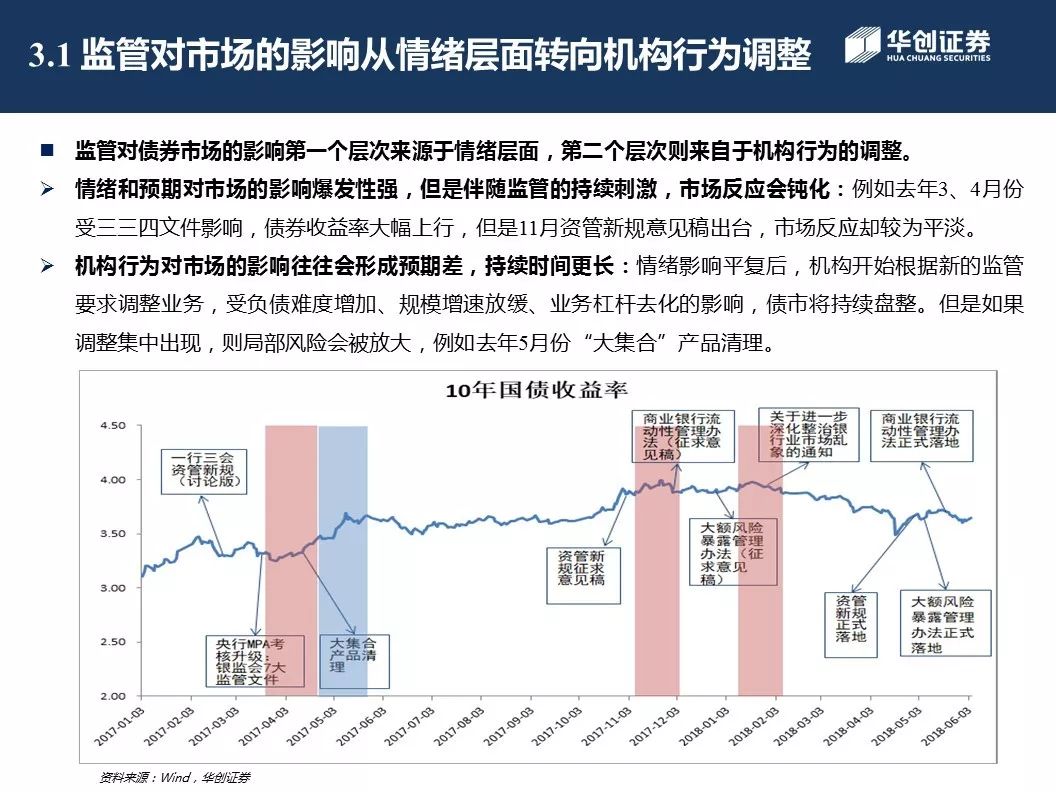 3.1 监管对市场的影响从情绪层面转向机构行为调整
华创证券
HUA CHUANG SECURITIES
监管对债券市场的影响第一个层次来源于情绪层面，第二个层次则来自于机构行为的调整。
情绪和预期对市场的影响爆发性强，但是伴随监管的持续刺激，市场反应会钝化：例如去年3、4月份
受三三四文件影响，债券收益率大幅上行，但是11月资管新规意见稿出台，市场反应却较为平淡。
机构行为对市场的影响往往会形成预期差，持续时间更长：情绪影响平复后，机构开始根据新的监管
要求调整业务，受负债难度增加、规模增速放缓、业务杠杆去化的影响，债市将持续盘整。但是如果
调整集中出现，则局部风险会被放大，例如去年5月份“大集合”产品清理。
10年国债收益率
4.50
4.00
3.50
3.00
2.50
2.00
一行三会
资管新规
（讨论版）
央行MPA考
核升级；
银监会7大
监管文件
大集合
产品清
理
资管新
规征求
意见稿
商业银行流
动性管理办
法（征求意
见稿）
大额风险
暴露管理
办法（征
求意见
稿）
关于进一步
深化整治银
行业市场乱
象的通知
资管
新规
正式
落地
商业银行流
动性管理办
法正式落地
大额风险
暴露管理
办法正式
落地
2017-01-03
2017-02-03
2017-03-03
2017-04-03
2017-05-03
2017-06-03
2017-07-03
2017-08-03
2017-09-03
2017-10-03
2017-11-03
2017-12-03
2018-01-03
2018-02-03
2018-03-03
2018-04-03
2018-05-03
2018-06-03
资料来源：Wind，华创证券